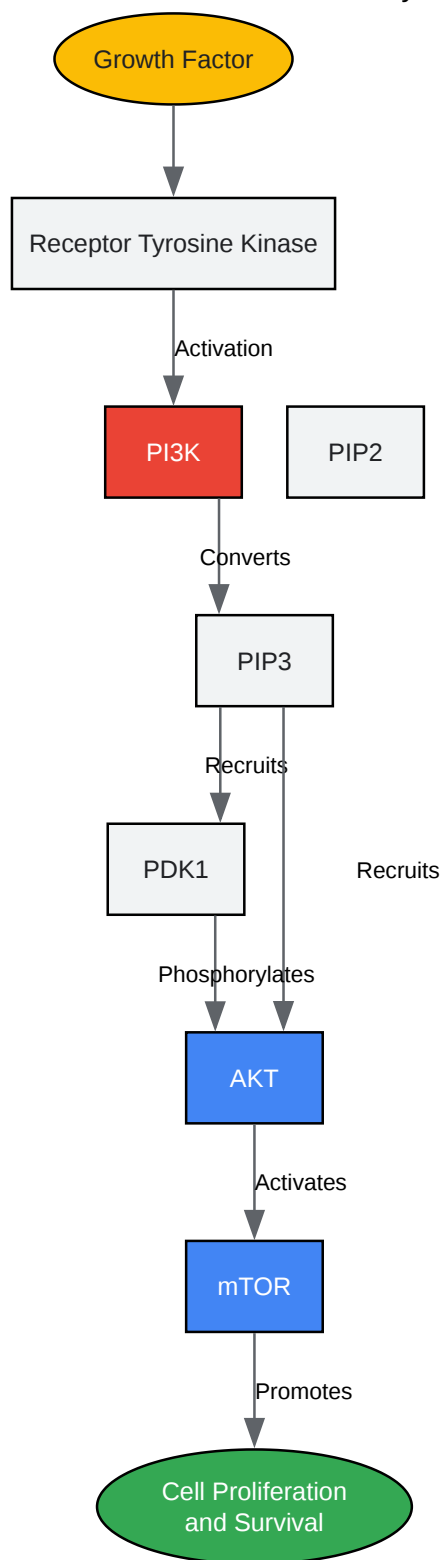 Growth Factor
Receptor Tyrosine Kinase
Activation
PI3K
PIP2
Converts
PIP3
Recruits
PDK1
Recruits
Phosphorylates
AKT
Activates
mTOR
Promotes
Cell Proliferation
and Survival